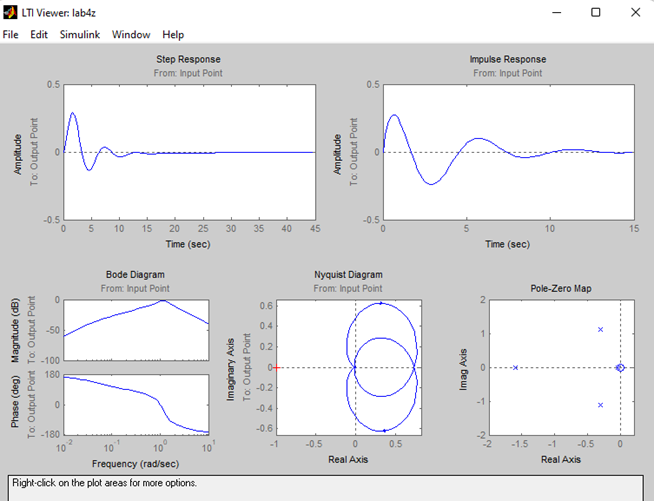 LTI Viewer: lab4z
File Edit Simulink Window Help
Step Response
From: Input Point
Amplitude
To: Output Point
0.5
0
-0.5
0 5 10 15 20 25 30 35 40 45
Time (sec)
Impulse Response
From: Input Point
Amplitude
To: Output Point
0.5
0
-0.5
0 5 10 15
Time (sec)
Bode Diagram
From: Input Point
Magnitude (dB)
To: Output Point
0
-50
-100
Phase (deg)
To: Output Point
180
0
-180
10^-2 10^-1 10^0 10^1
Frequency (rad/sec)
Nyquist Diagram
From: Input Point
Imaginary Axis
To: Output Point
0.6
0.4
0.2
0
-0.2
-0.4
-0.6
-1 -0.5 0 0.5
Real Axis
Pole-Zero Map
Imag Axis
2
1
0
-1
-2
-2 -1.5 -1 -0.5 0
Real Axis
Right-click on the plot areas for more options.